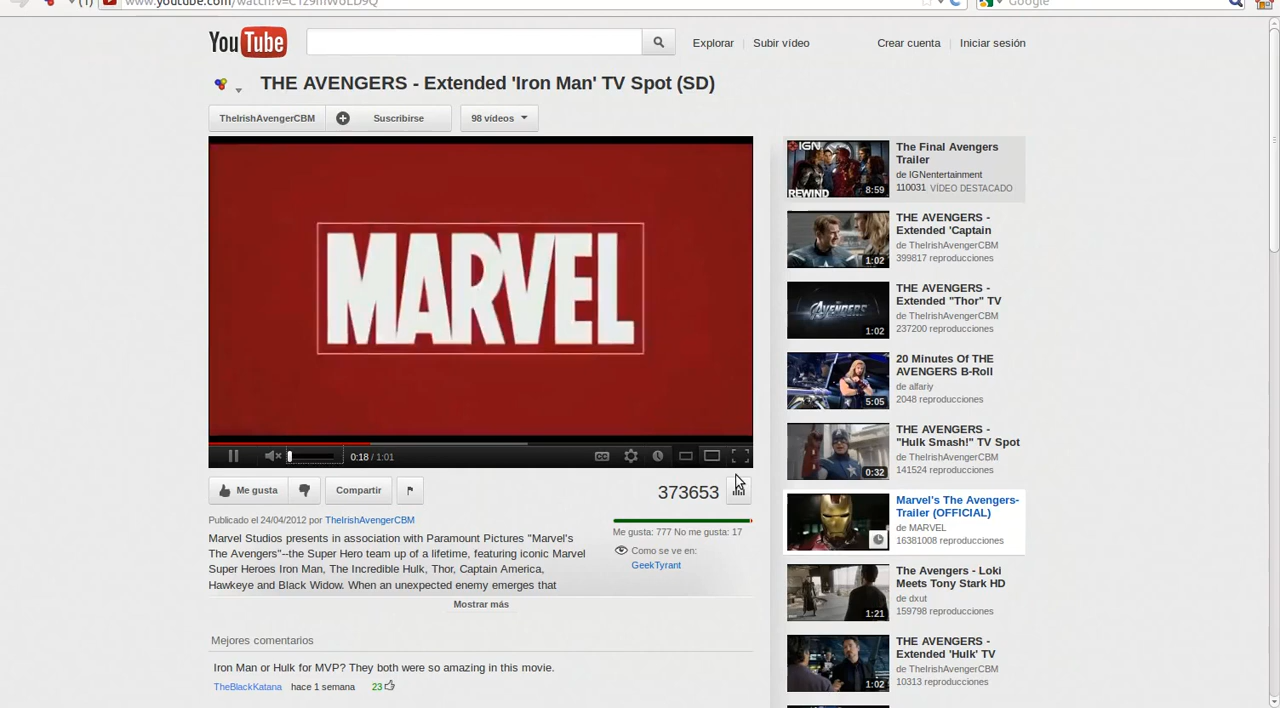 (1)
www.youtube.com/watch?v=C1z9mWoED9Q
Google
YouTube
Explorar | Subir vídeo
Crear cuenta | Iniciar sesión
THE AVENGERS - Extended 'Iron Man' TV Spot (SD)
TheIrishAvengerCBM
Suscribirse
98 vídeos
MARVEL
0:18 / 1:01
CC
Me gusta
Compartir
373653
Publicado el 24/04/2012 por TheIrishAvengerCBM
Marvel Studios presents in association with Paramount Pictures "Marvel's
The Avengers"--the Super Hero team up of a lifetime, featuring iconic Marvel
Super Heroes Iron Man, The Incredible Hulk, Thor, Captain America,
Hawkeye and Black Widow. When an unexpected enemy emerges that
Mostrar más
Me gusta: 777 No me gusta: 17
Como se ve en:
GeekTyrant
Mejores comentarios
Iron Man or Hulk for MVP? They both were so amazing in this movie.
TheBlackKatana hace 1 semana 23
IGN
REWIND
8:59
The Final Avengers
Trailer
de IGNentertainment
110031 VÍDEO DESTACADO
1:02
THE AVENGERS -
Extended 'Captain
de TheIrishAvengerCBM
399817 reproducciones
AVENGERS
1:02
THE AVENGERS -
Extended "Thor" TV
de TheIrishAvengerCBM
237200 reproducciones
5:05
20 Minutes Of THE
AVENGERS B-Roll
de alfariy
2048 reproducciones
0:32
THE AVENGERS -
"Hulk Smash!" TV Spot
de TheIrishAvengerCBM
141524 reproducciones
Marvel's The Avengers-
Trailer (OFFICIAL)
de MARVEL
16381008 reproducciones
1:21
The Avengers - Loki
Meets Tony Stark HD
de dxut
159798 reproducciones
1:02
THE AVENGERS -
Extended 'Hulk' TV
de TheIrishAvengerCBM
10313 reproducciones